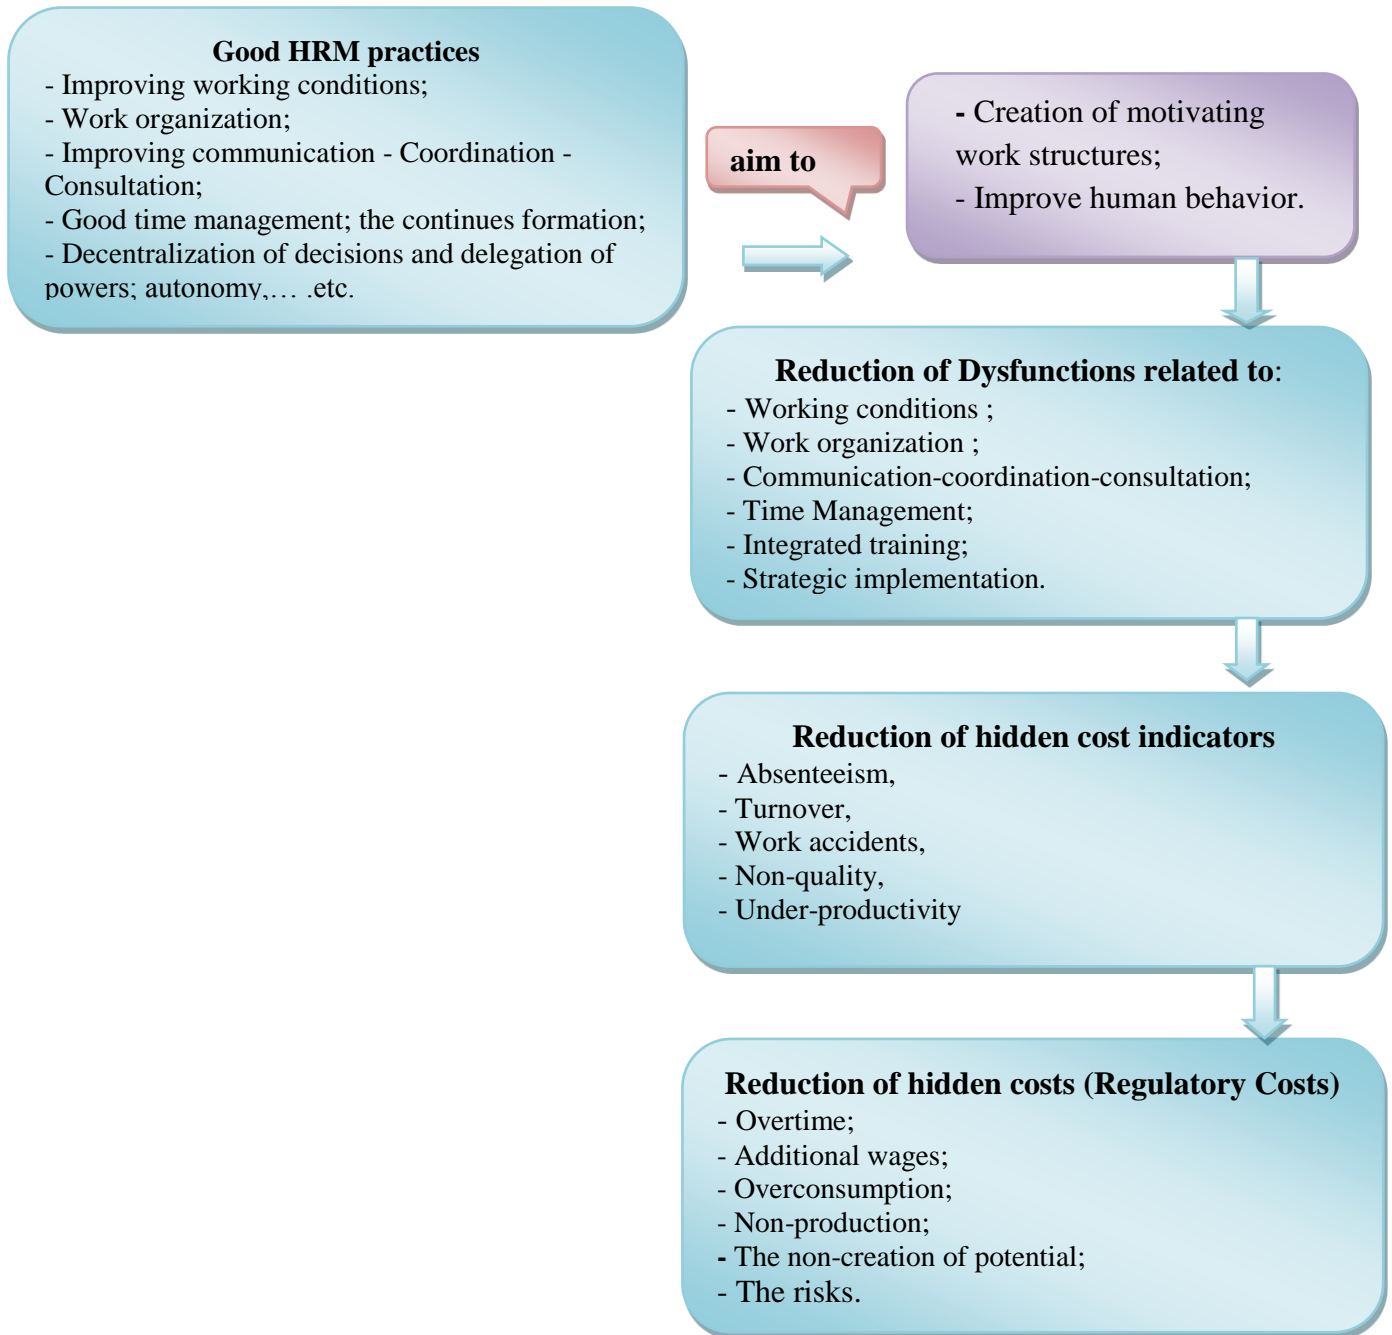 Good HRM practices
- Improving working conditions;
- Work organization;
- Improving communication - Coordination -
Consultation;
- Good time management; the continues formation;
- Decentralization of decisions and delegation of
powers; autonomy,… .etc.
aim to
- Creation of motivating
work structures;
- Improve human behavior.
Reduction of Dysfunctions related to:
- Working conditions ;
- Work organization ;
- Communication-coordination-consultation;
- Time Management;
- Integrated training;
- Strategic implementation.
Reduction of hidden cost indicators
- Absenteeism,
- Turnover,
- Work accidents,
- Non-quality,
- Under-productivity
Reduction of hidden costs (Regulatory Costs)
- Overtime;
- Additional wages;
- Overconsumption;
- Non-production;
- The non-creation of potential;
- The risks.